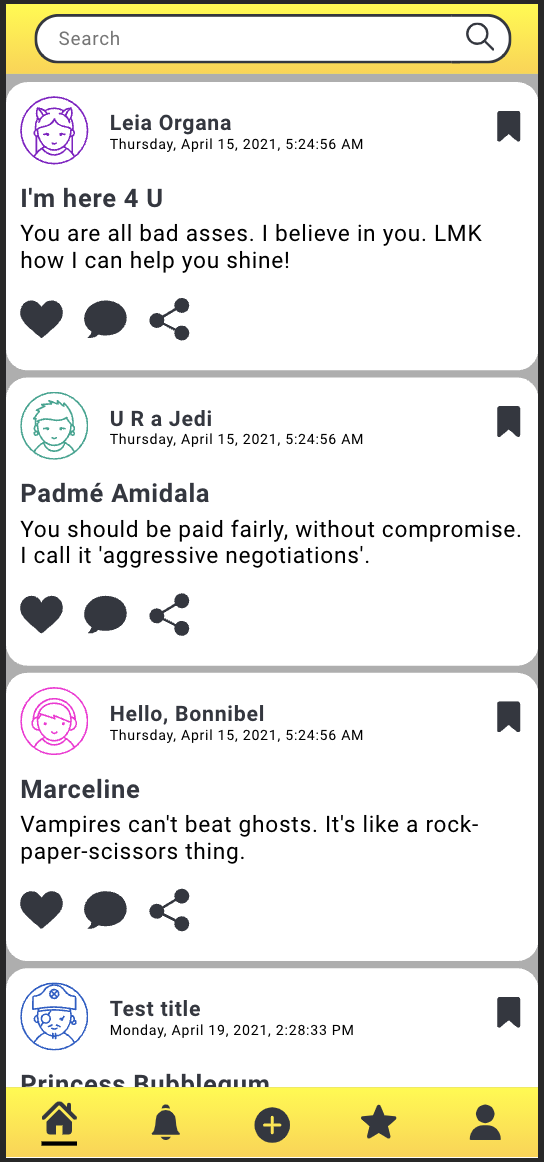 Search
Leia Organa
Thursday, April 15, 2021, 5:24:56 AM
I'm here 4 U
You are all bad asses. I believe in you. LMK
how I can help you shine!
U R a Jedi
Thursday, April 15, 2021, 5:24:56 AM
Padmé Amidala
You should be paid fairly, without compromise.
I call it 'aggressive negotiations'.
Hello, Bonnibel
Thursday, April 15, 2021, 5:24:56 AM
Marceline
Vampires can't beat ghosts. It's like a rock-
paper-scissors thing.
Test title
Monday, April 19, 2021, 2:28:33 PM
Princess Bubblegum